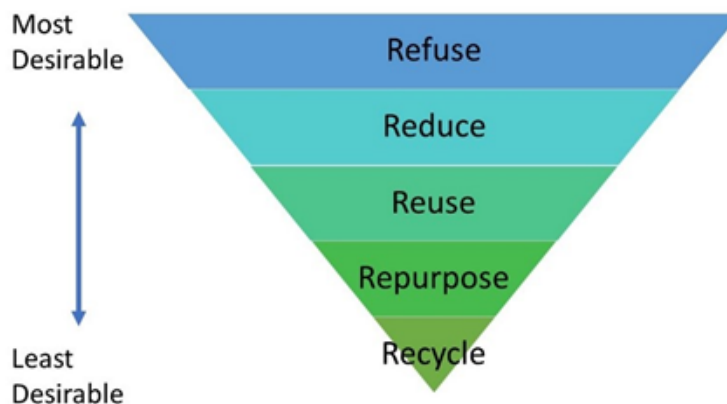 Most
Desirable
Refuse
Reduce
Reuse
Repurpose
Recycle
Least
Desirable